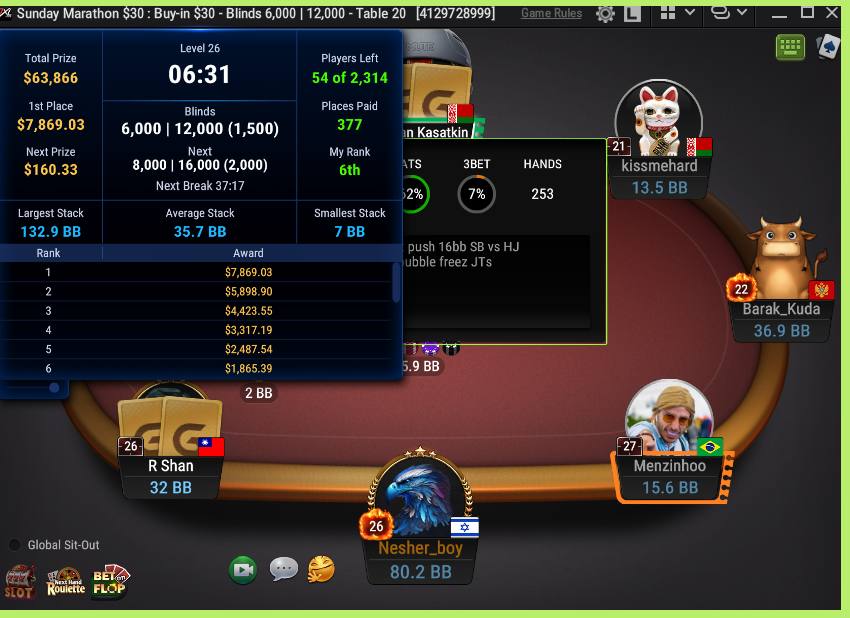 Sunday Marathon $30 : Buy-in $30 - Blinds 6,000 | 12,000 - Table 20 [4129728999]
Game Rules
L
Total Prize
$63,866
Level 26
06:31
Players Left
54 of 2,314
1st Place
$7,869.03
Blinds
6,000 | 12,000 (1,500)
Places Paid
377
Next Prize
$160.33
Next
8,000 | 16,000 (2,000)
My Rank
6th
Next Break 37:17
Largest Stack
132.9 BB
Average Stack
35.7 BB
Smallest Stack
7 BB
Rank Award
1 $7,869.03
2 $5,898.90
3 $4,423.55
4 $3,317.19
5 $2,487.54
6 $1,865.39
an Kasatkin
ATS 3BET HANDS
62% 7% 253
push 16bb SB vs HJ
bubble freez JTs
21
kissmehard
13.5 BB
22
Barak_Kuda
36.9 BB
5.9 BB
2 BB
26
R Shan
32 BB
27
Menzinhoo
15.6 BB
26
Nesher_boy
80.2 BB
Global Sit-Out
SLOT
Next Hand
Roulette
BET
on
FLOP